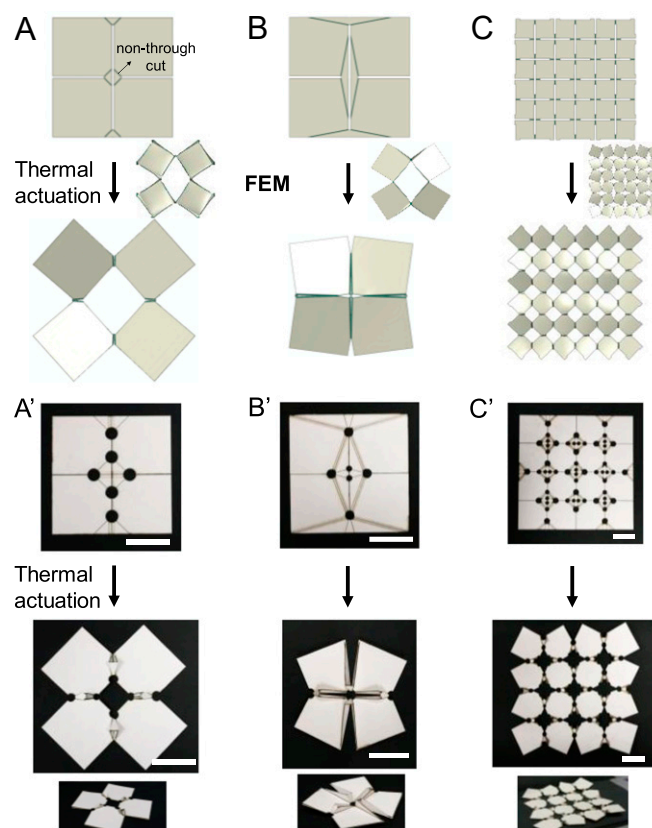 A
B
C
non-through
cut
Thermal
actuation
FEM
A'
B'
C'
Thermal
actuation